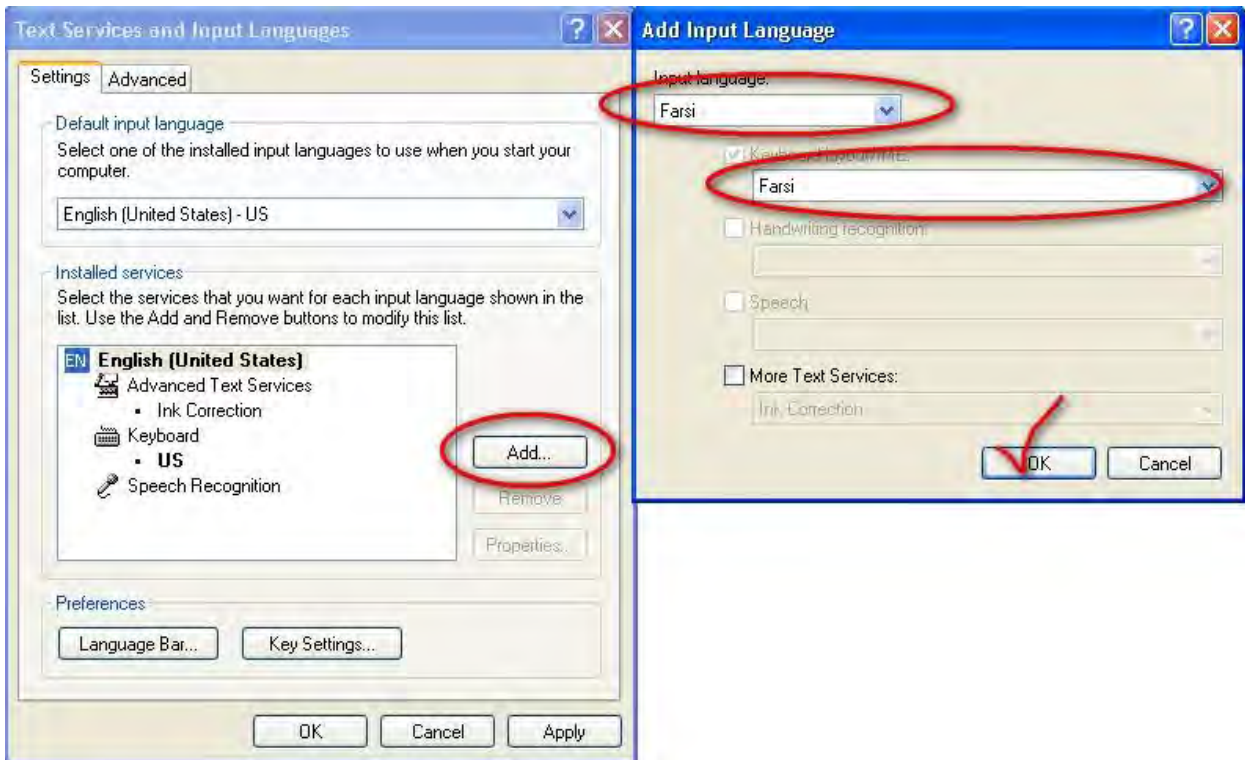 Text Services and Input Languages
Settings
Advanced
Default input language
Select one of the installed input languages to use when you start your
computer.
English (United States) - US
Installed services
Select the services that you want for each input language shown in the
list. Use the Add and Remove buttons to modify this list.
EN English (United States)
Advanced Text Services
• Ink Correction
Keyboard
• US
Speech Recognition
Add...
Remove
Properties...
Preferences
Language Bar...
Key Settings...
OK
Cancel
Apply
Add Input Language
Input language:
Farsi
Keyboard layout/IME:
Farsi
Handwriting recognition:
Speech
More Text Services:
Ink Correction
OK
Cancel